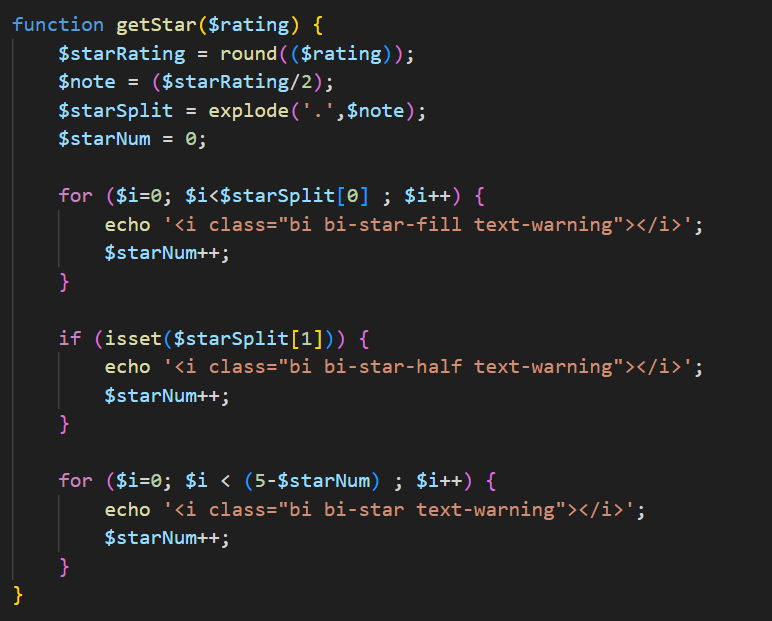 function getStar($rating) {
    $starRating = round(($rating));
    $note = ($starRating/2);
    $starSplit = explode('.',$note);
    $starNum = 0;

    for ($i=0; $i<$starSplit[0] ; $i++) {
        echo '<i class="bi bi-star-fill text-warning"></i>';
        $starNum++;
    }

    if (isset($starSplit[1])) {
        echo '<i class="bi bi-star-half text-warning"></i>';
        $starNum++;
    }

    for ($i=0; $i < (5-$starNum) ; $i++) {
        echo '<i class="bi bi-star text-warning"></i>';
        $starNum++;
    }
}